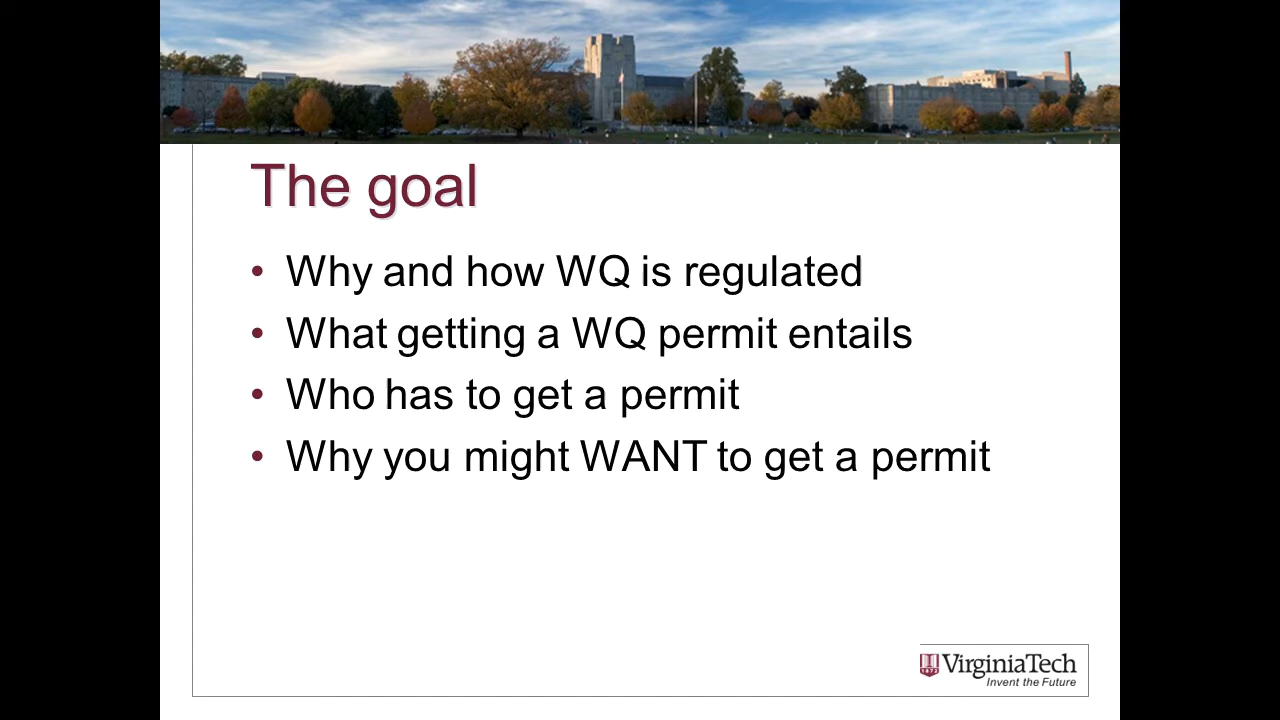 The goal
• Why and how WQ is regulated
• What getting a WQ permit entails
• Who has to get a permit
• Why you might WANT to get a permit
1872
VirginiaTech
Invent the Future